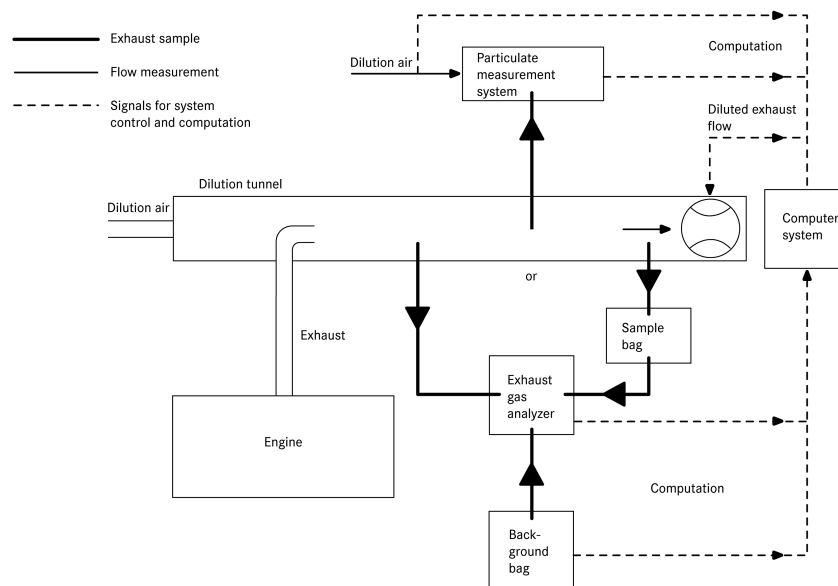 Exhaust sample
Flow measurement
Signals for system
control and computation
Dilution air
Particulate
measurement
system
Computation
Diluted exhaust
flow
Dilution tunnel
Dilution air
Computer
system
or
Exhaust
Sample
bag
Exhaust
gas
analyzer
Engine
Computation
Back-
ground
bag